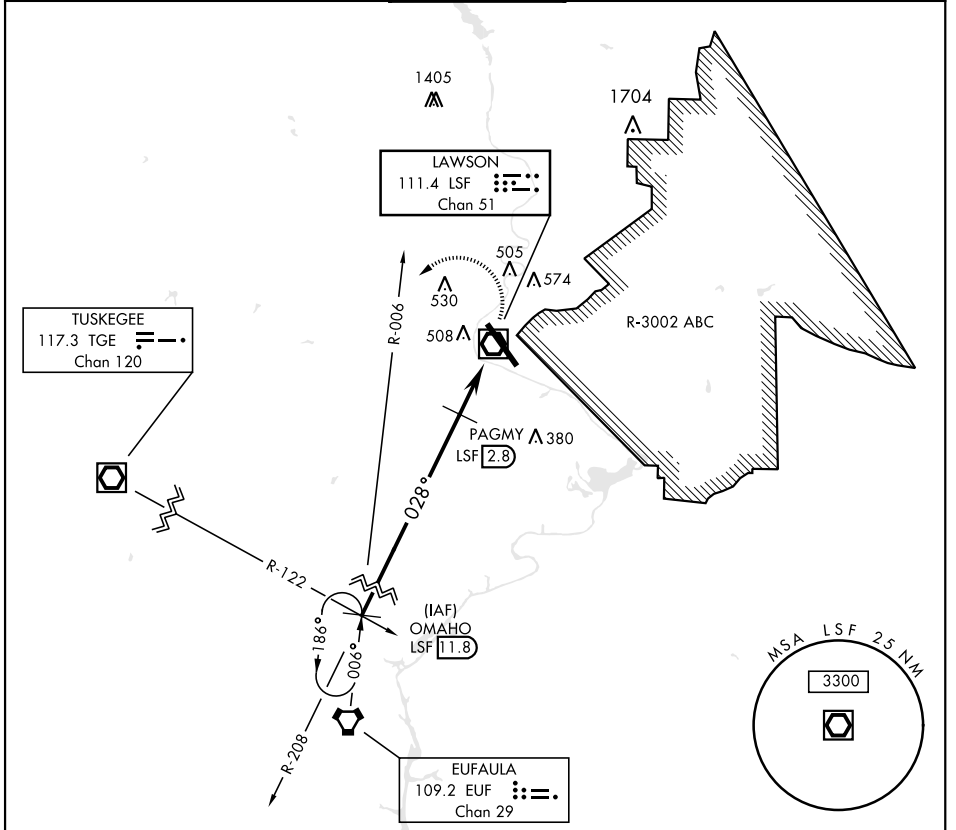 1405
1704
LAWSON
111.4 LSF
Chan 51
505
574
530
R-006
508
R-3002 ABC
TUSKEGEE
117.3 TGE
Chan 120
PAGMY
380
LSF 2.8
028°
R-122
(IAF)
OMAHO
LSF 11.8
186°
006°
R-208
EUFAULA
109.2 EUF
Chan 29
MSA LSF 25 NM
3300